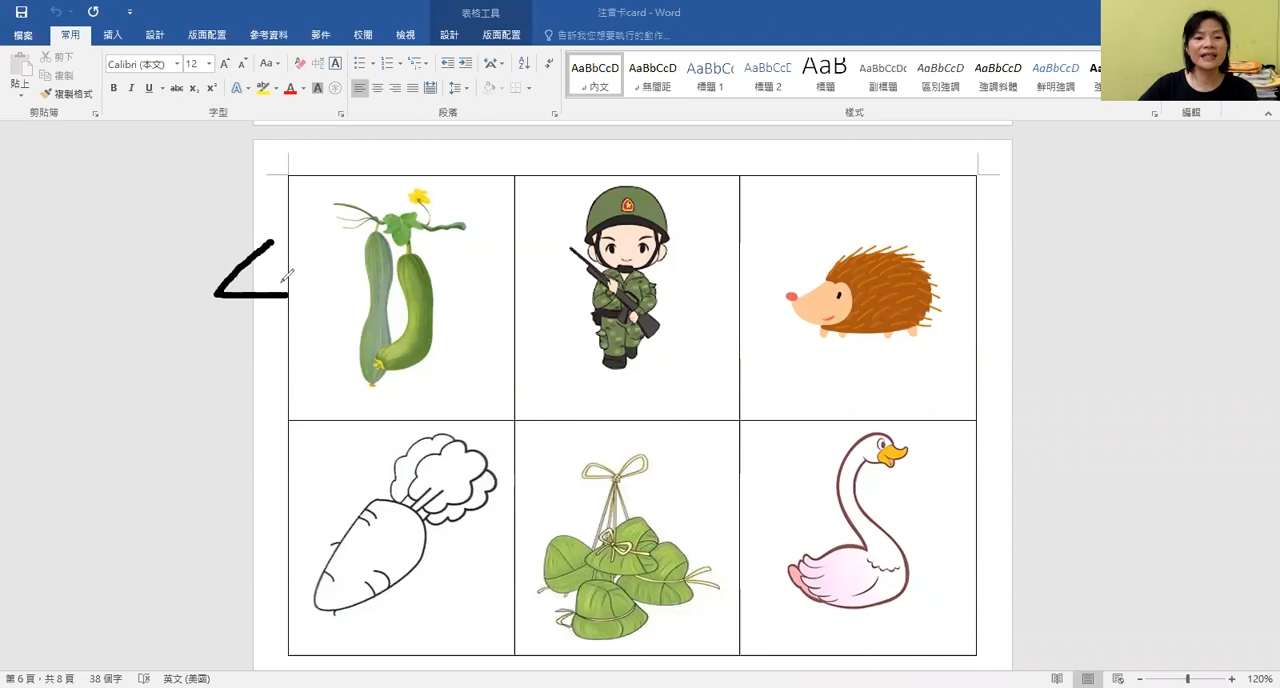 表格工具
注音卡card - Word
檔案 常用 插入 設計 版面配置 參考資料 郵件 校閱 檢視 設計 版面配置 告訴我您想要執行的動作...
剪下
複製
複製格式
貼上
Calibri (本文) 12 Aa
B I U abc x₂ x² A A A
AaBbCcD AaBbCcD AaBbCc AaBbCcD AaB AaBbCcDc AaBbCcD AaBbCcD AaBbCcD
內文 無間距 標題 1 標題 2 標題 副標題 區別強調 強調斜體 鮮明強調
剪貼簿 字型 段落 樣式 編輯
ㄥ
第 6 頁，共 8 頁 38 個字 英文 (美國) 120%